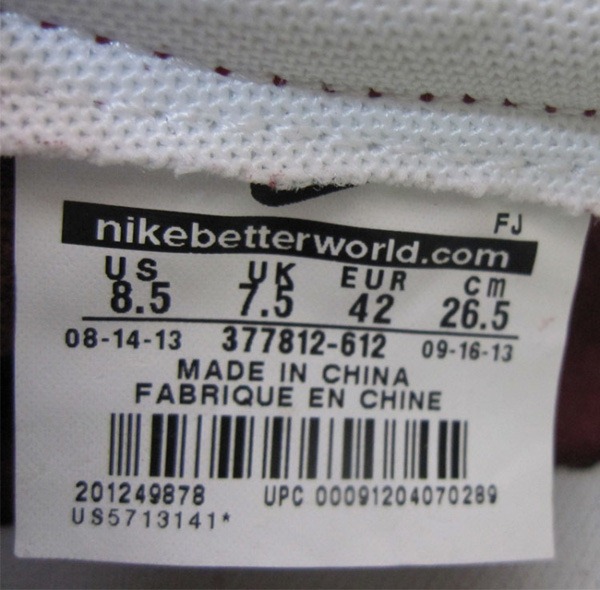 FJ
nikebetterworld.com
US UK EUR cm
8.5 7.5 42 26.5
08-14-13 377812-612 09-16-13
MADE IN CHINA
FABRIQUE EN CHINE
201249878 UPC 00091204070289
US5713141*